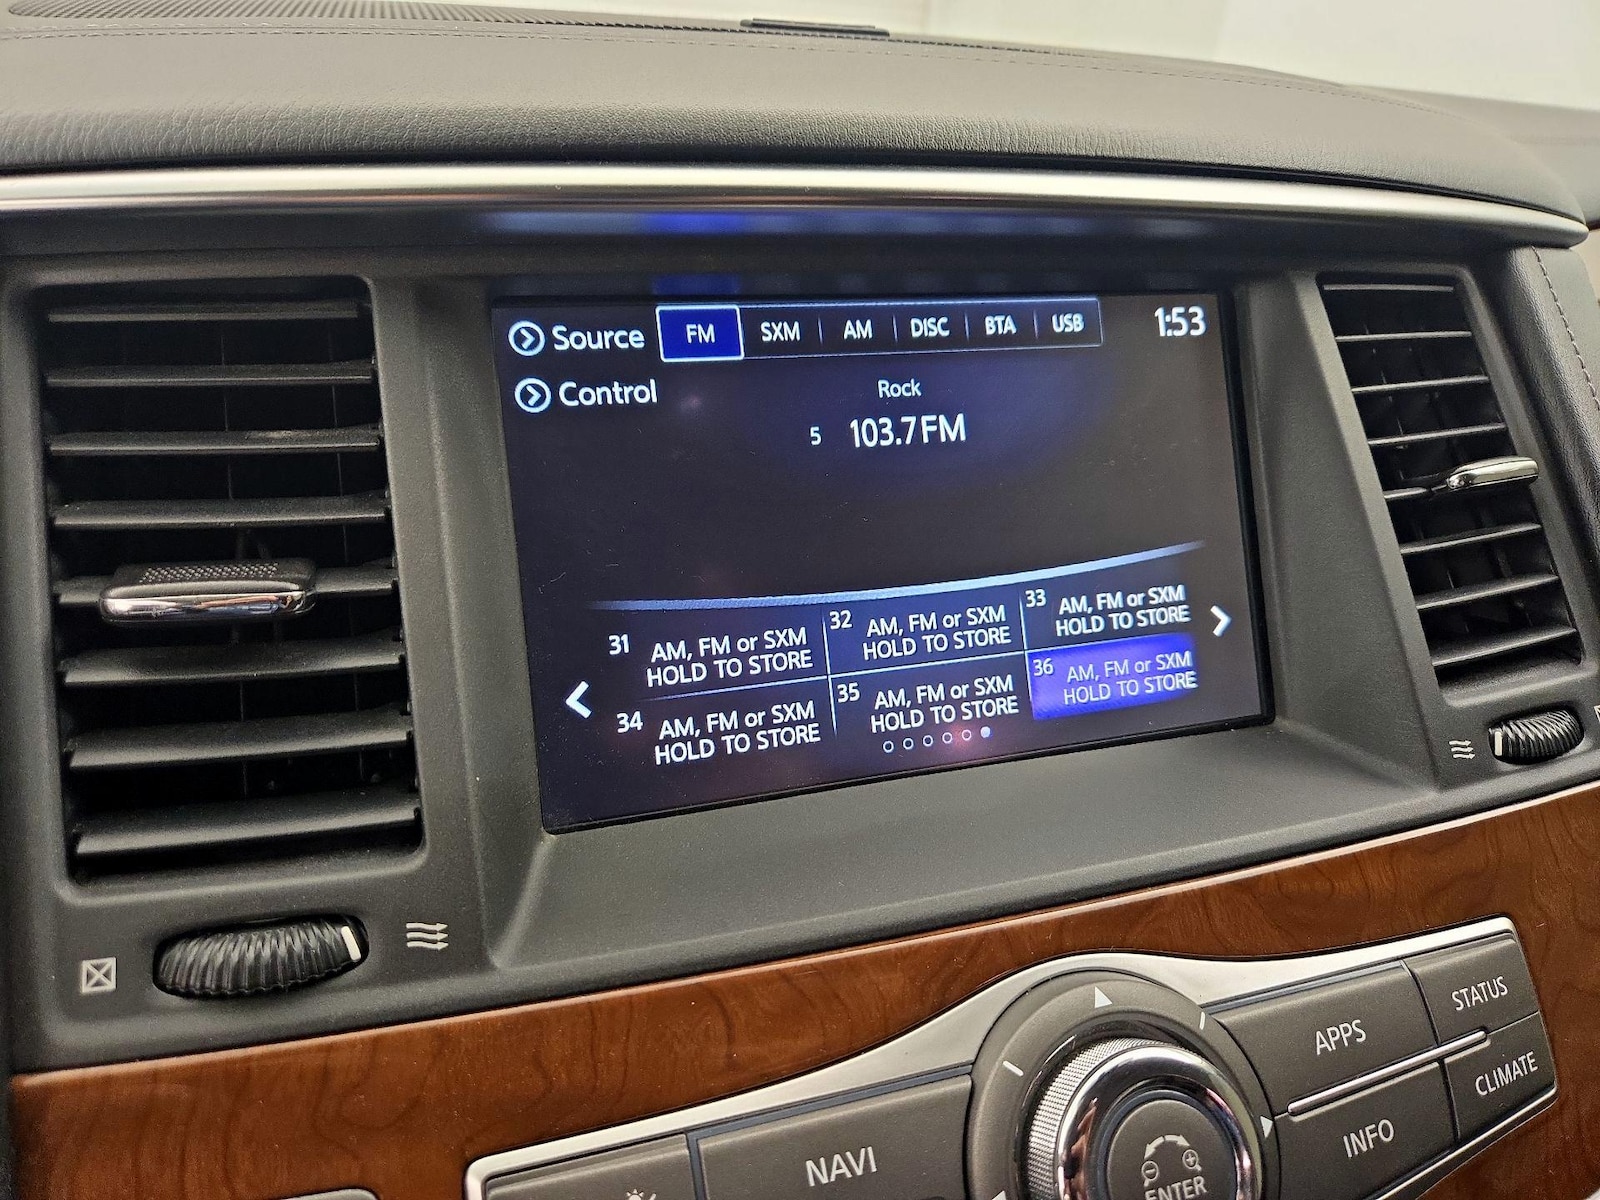 Source FM SXM AM DISC BTA USB 1:53
Control
Rock
5 103.7 FM
31 AM, FM or SXM
HOLD TO STORE
32 AM, FM or SXM
HOLD TO STORE
33 AM, FM or SXM
HOLD TO STORE
34 AM, FM or SXM
HOLD TO STORE
35 AM, FM or SXM
HOLD TO STORE
36 AM, FM or SXM
HOLD TO STORE
STATUS
APPS
CLIMATE
INFO
NAVI
ENTER